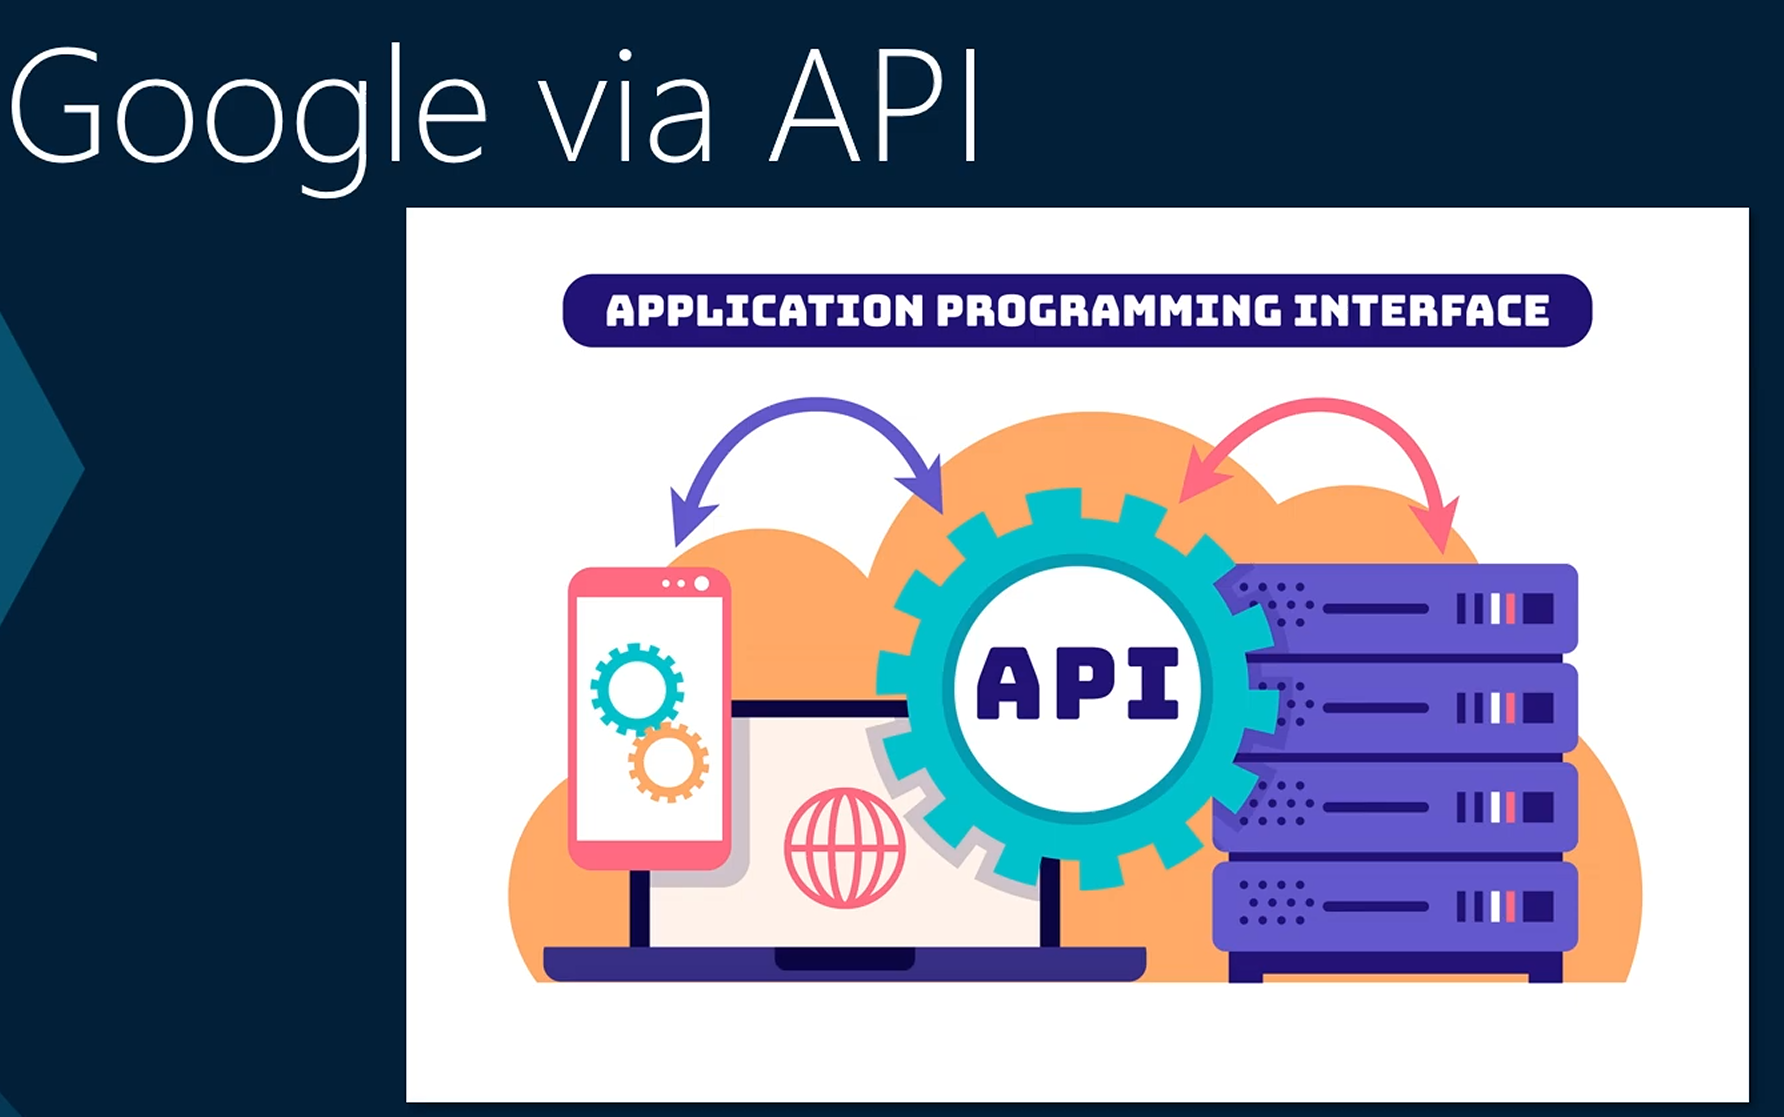 Google via API
APPLICATION PROGRAMMING INTERFACE
API